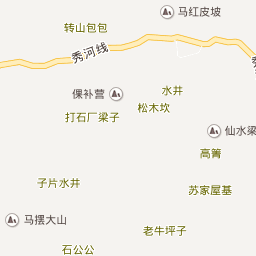 马红皮坡
转山包包
秀河线
秀
水井
倮补营
松木坎
打石厂梁子
仙水梁
高箐
子片水井
苏家屋基
马摆大山
老牛坪子
石公公